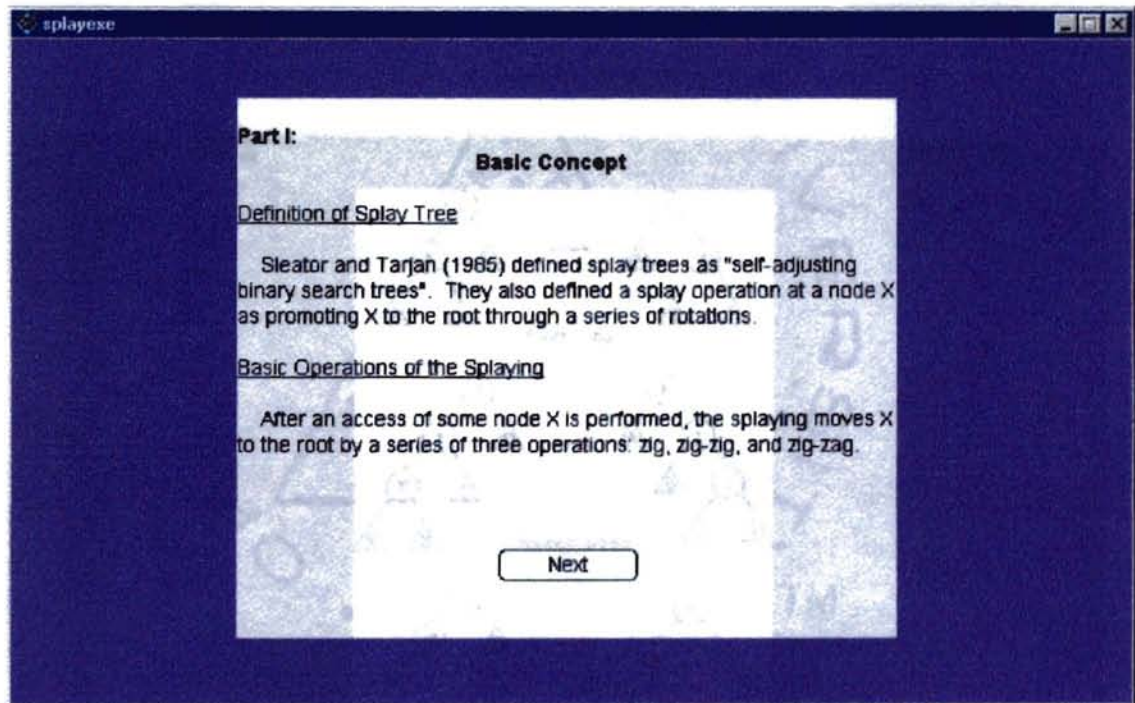 splayexe
Part I:
Basic Concept
Definition of Splay Tree
Sleator and Tarjan (1985) defined splay trees as "self-adjusting
binary search trees". They also defined a splay operation at a node X
as promoting X to the root through a series of rotations.
Basic Operations of the Splaying
After an access of some node X is performed, the splaying moves X
to the root by a series of three operations: zig, zig-zig, and zig-zag.
Next